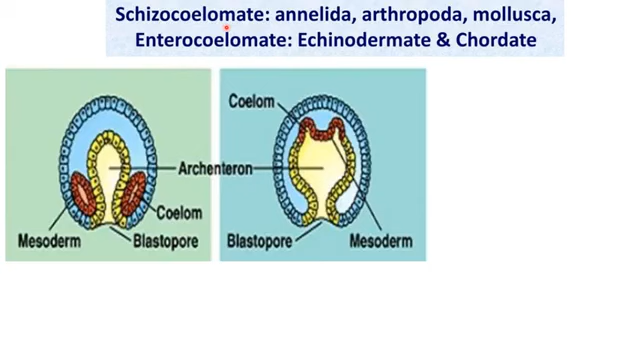 Schizocoelomate: annelida, arthropoda, mollusca,
Enterocoelomate: Echinodermate & Chordate
Coelom
Archenteron
Coelom
Mesoderm
Blastopore
Blastopore
Mesoderm